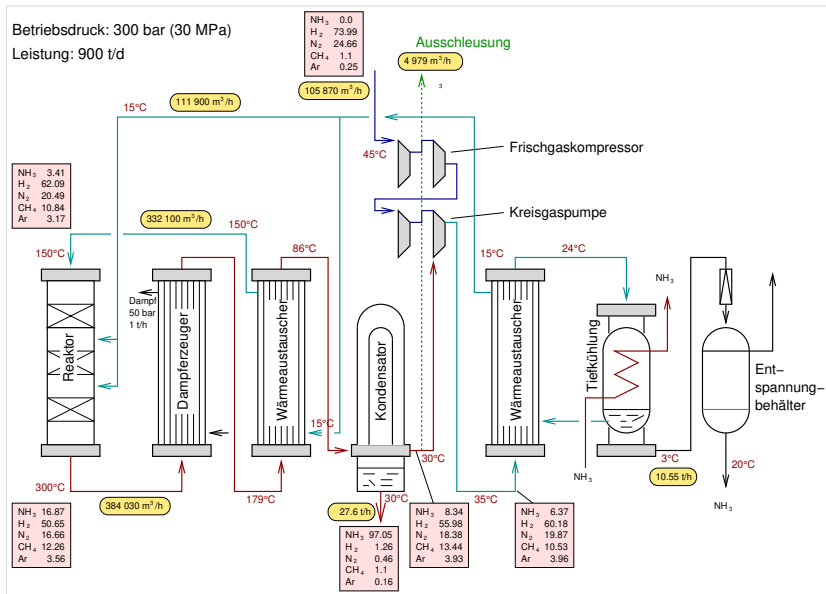 Betriebsdruck: 300 bar (30 MPa)
Leistung: 900 t/d
NH3 0.0
H2 73.99
N2 24.66
CH4 1.1
Ar 0.25
Ausschleusung
4 979 m³/h
3
105 870 m³/h
111 900 m³/h
15°C
45°C
Frischgaskompressor
Kreisgaspumpe
NH3 3.41
H2 62.09
N2 20.49
CH4 10.84
Ar 3.17
332 100 m³/h
150°C
150°C
86°C
15°C
24°C
NH3
Dampf
50 bar
1 t/h
Reaktor
Dampferzeuger
Wärmeaustauscher
Kondensator
Wärmeaustauscher
Tiefkühlung
Ent-
spannung-
behälter
15°C
30°C
3°C
20°C
300°C
384 030 m³/h
179°C
27.6 t/h
30°C
35°C
NH3
10.55 t/h
NH3
NH3 16.87
H2 50.65
N2 16.66
CH4 12.26
Ar 3.56
NH3 97.05
H2 1.26
N2 0.46
CH4 1.1
Ar 0.16
NH3 8.34
H2 55.98
N2 18.38
CH4 13.44
Ar 3.93
NH3 6.37
H2 60.18
N2 19.87
CH4 10.53
Ar 3.96